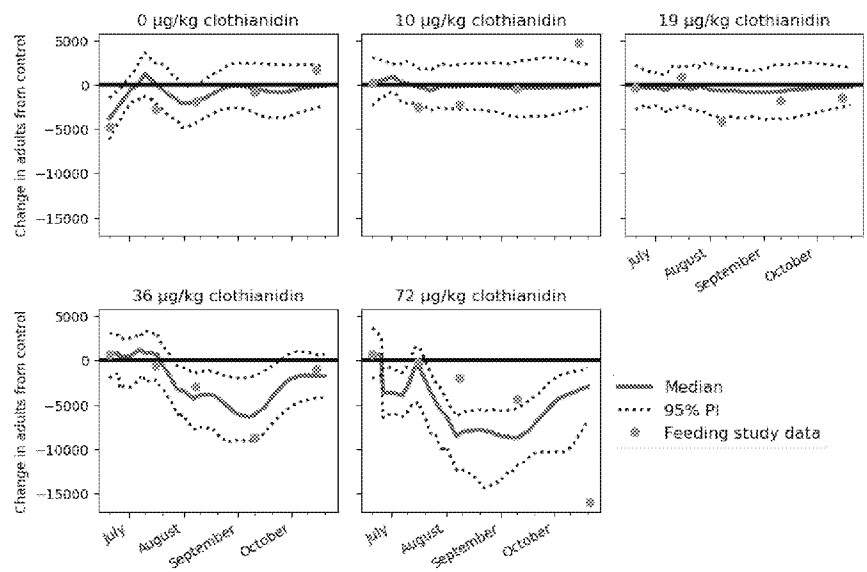 0 µg/kg clothianidin
10 µg/kg clothianidin
19 µg/kg clothianidin
Change in adults from control
5000
0
−5000
−10000
−15000
July
August
September
October
36 µg/kg clothianidin
72 µg/kg clothianidin
Change in adults from control
5000
0
−5000
−10000
−15000
July
August
September
October
July
August
September
October
Median
95% PI
Feeding study data